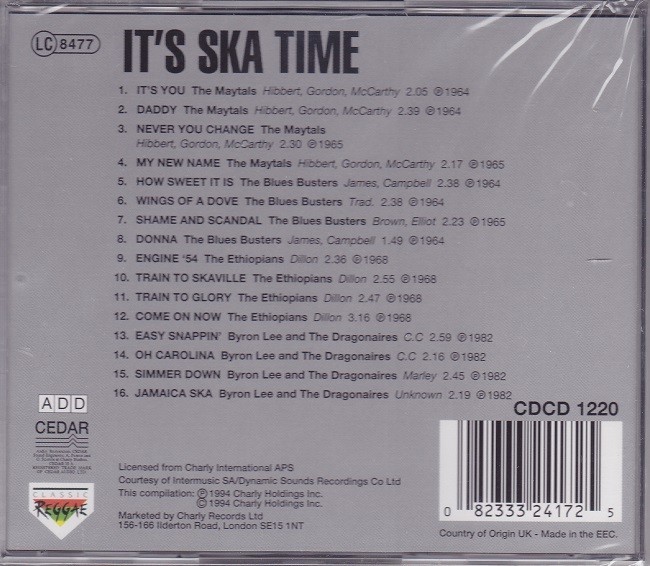 LC 8477
IT'S SKA TIME
1. IT'S YOU The Maytals Hibbert, Gordon, McCarthy 2.05 ℗1964
2. DADDY The Maytals Hibbert, Gordon, McCarthy 2.39 ℗1964
3. NEVER YOU CHANGE The Maytals
Hibbert, Gordon, McCarthy 2.30 ℗1965
4. MY NEW NAME The Maytals Hibbert, Gordon, McCarthy 2.17 ℗1965
5. HOW SWEET IT IS The Blues Busters James, Campbell 2.38 ℗1964
6. WINGS OF A DOVE The Blues Busters Trad. 2.38 ℗1964
7. SHAME AND SCANDAL The Blues Busters Brown, Elliot 2.23 ℗1965
8. DONNA The Blues Busters James, Campbell 1.49 ℗1964
9. ENGINE '54 The Ethiopians Dillon 2.36 ℗1968
10. TRAIN TO SKAVILLE The Ethiopians Dillon 2.55 ℗1968
11. TRAIN TO GLORY The Ethiopians Dillon 2.47 ℗1968
12. COME ON NOW The Ethiopians Dillon 3.16 ℗1968
13. EASY SNAPPIN' Byron Lee and The Dragonaires C.C 2.59 ℗1982
14. OH CAROLINA Byron Lee and The Dragonaires C.C 2.16 ℗1982
15. SIMMER DOWN Byron Lee and The Dragonaires Marley 2.45 ℗1982
16. JAMAICA SKA Byron Lee and The Dragonaires Unknown 2.19 ℗1982
CDCD 1220
ADD
CEDAR
CLASSIC
REGGAE
Licensed from Charly International APS
Courtesy of Intermusic SA/Dynamic Sounds Recordings Co Ltd
This compilation: ℗1994 Charly Holdings Inc.
©1994 Charly Holdings Inc.
Marketed by Charly Records Ltd
156-166 Ilderton Road, London SE15 1NT
0 82333 24172 5
Country of Origin UK - Made in the EEC.